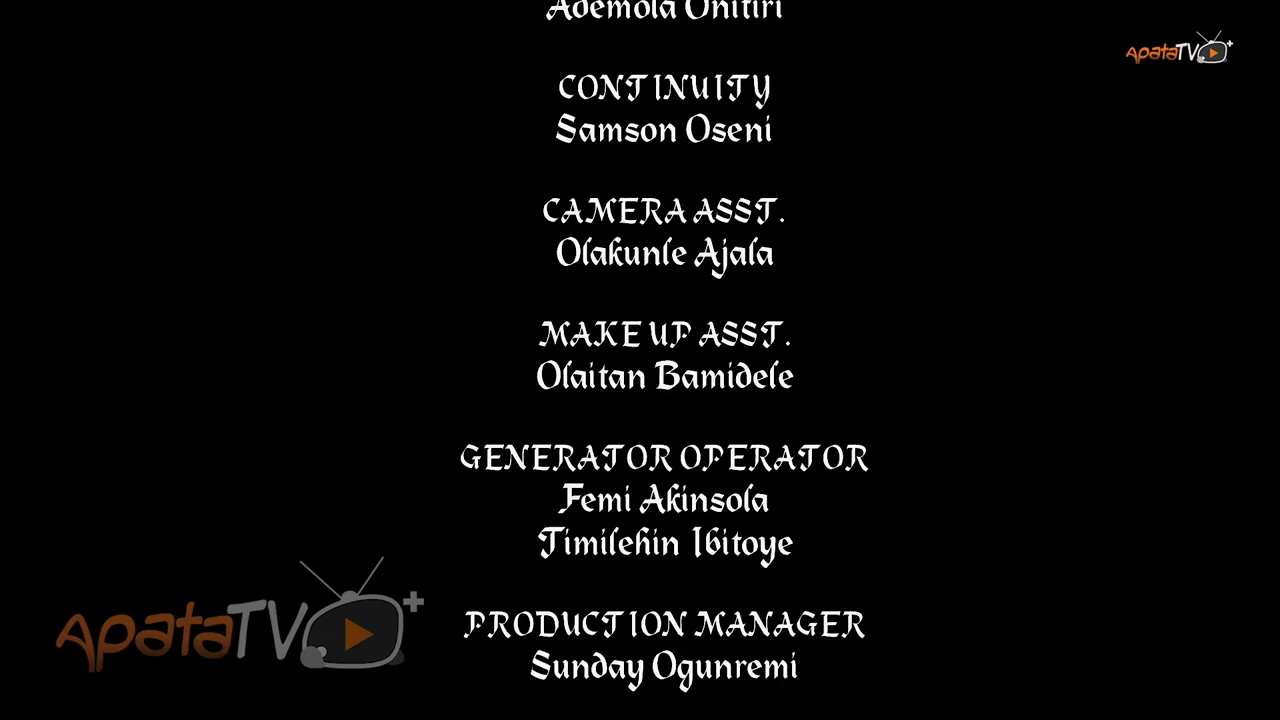 Ademola Onitiri
ApataTV+
CONTINUITY
Samson Oseni
CAMERA ASST.
Olakunle Ajala
MAKE UP ASST.
Olaitan Bamidele
GENERATOR OPERATOR
Femi Akinsola
Timilehin Ibitoye
ApataTV+
PRODUCTION MANAGER
Sunday Ogunremi